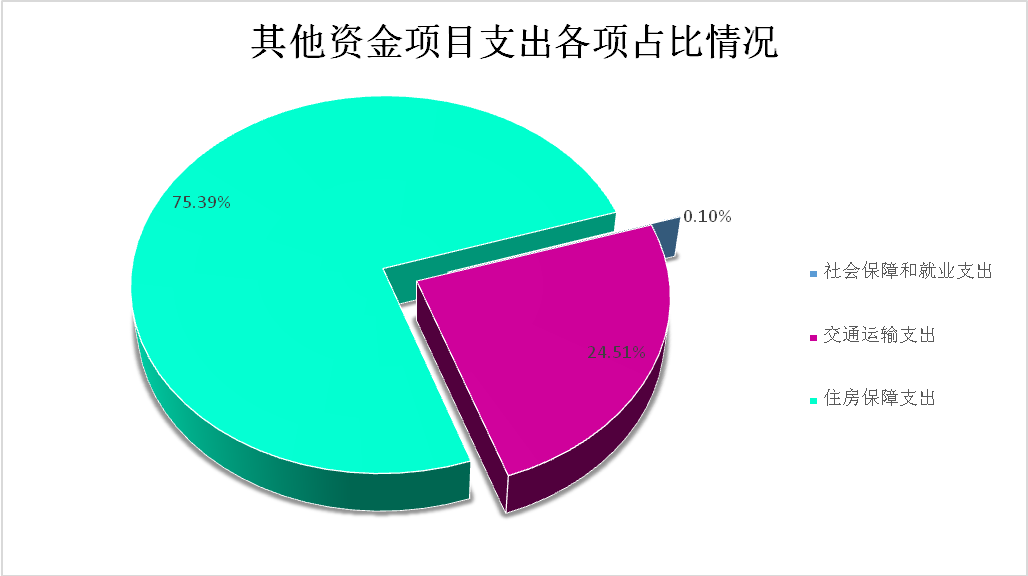 其他资金项目支出各项占比情况
75.39%
0.10%
24.51%
社会保障和就业支出
交通运输支出
住房保障支出